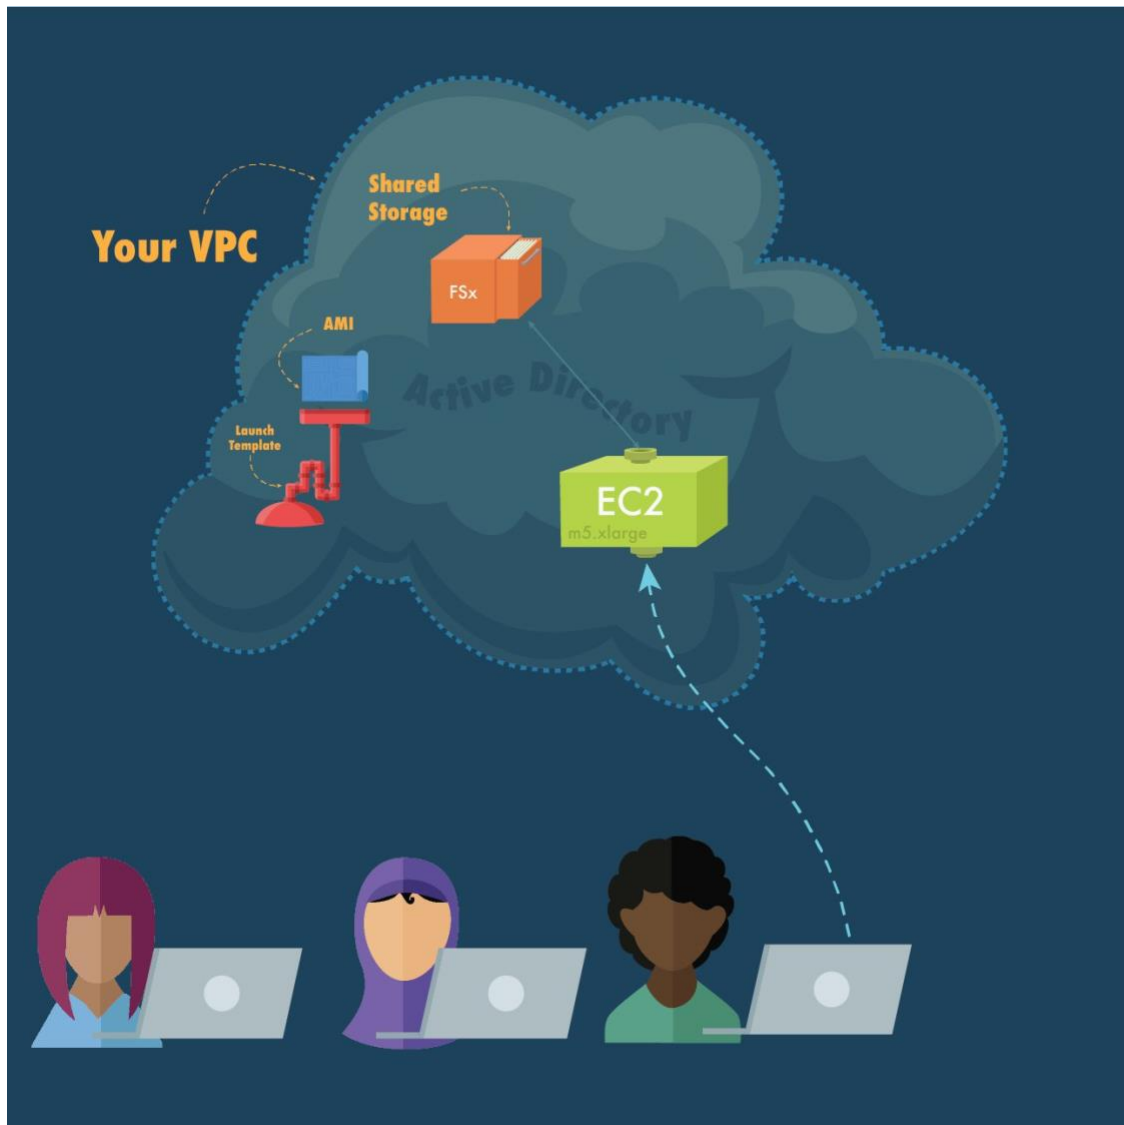 Shared
Storage
Your VPC
FSx
AMI
Active Directory
Launch
Template
EC2
m5.xlarge